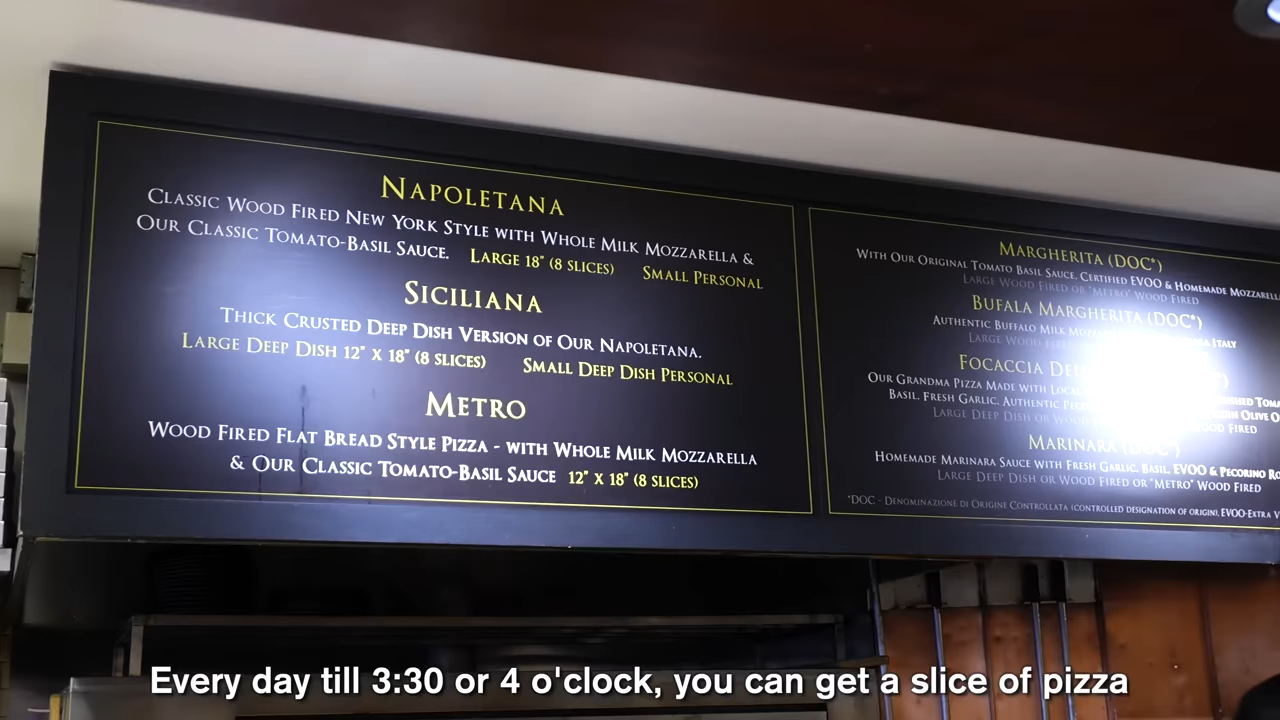 NAPOLETANA
CLASSIC WOOD FIRED NEW YORK STYLE WITH WHOLE MILK MOZZARELLA &
OUR CLASSIC TOMATO-BASIL SAUCE. LARGE 18" (8 SLICES) SMALL PERSONAL
SICILIANA
THICK CRUSTED DEEP DISH VERSION OF OUR NAPOLETANA.
LARGE DEEP DISH 12" X 18" (8 SLICES) SMALL DEEP DISH PERSONAL
METRO
WOOD FIRED FLAT BREAD STYLE PIZZA - WITH WHOLE MILK MOZZARELLA
& OUR CLASSIC TOMATO-BASIL SAUCE 12" X 18" (8 SLICES)
MARGHERITA (DOC*)
WITH OUR ORIGINAL TOMATO BASIL SAUCE, CERTIFIED EVOO & HOMEMADE
LARGE WOOD FIRED OR "METRO" WOOD FIRED
BUFALA MARGHERITA (DOC*)
AUTHENTIC BUFFALO MILK ITALY
LARGE WOOD
FOCACCIA
OUR GRANDMA PIZZA MADE WITH
BASIL, FRESH GARLIC, AUTHENTIC OLIVE
LARGE DEEP DISH OR WOOD FIRED
MARINARA (DOC*)
HOMEMADE MARINARA SAUCE WITH FRESH GARLIC, BASIL, EVOO & PECORINO
LARGE DEEP DISH OR WOOD FIRED OR "METRO" WOOD FIRED
*DOC - DENOMINAZIONE DI ORIGINE CONTROLLATA (CONTROLLED DESIGNATION OF ORIGIN), EVOO-EXTRA
Every day till 3:30 or 4 o'clock, you can get a slice of pizza